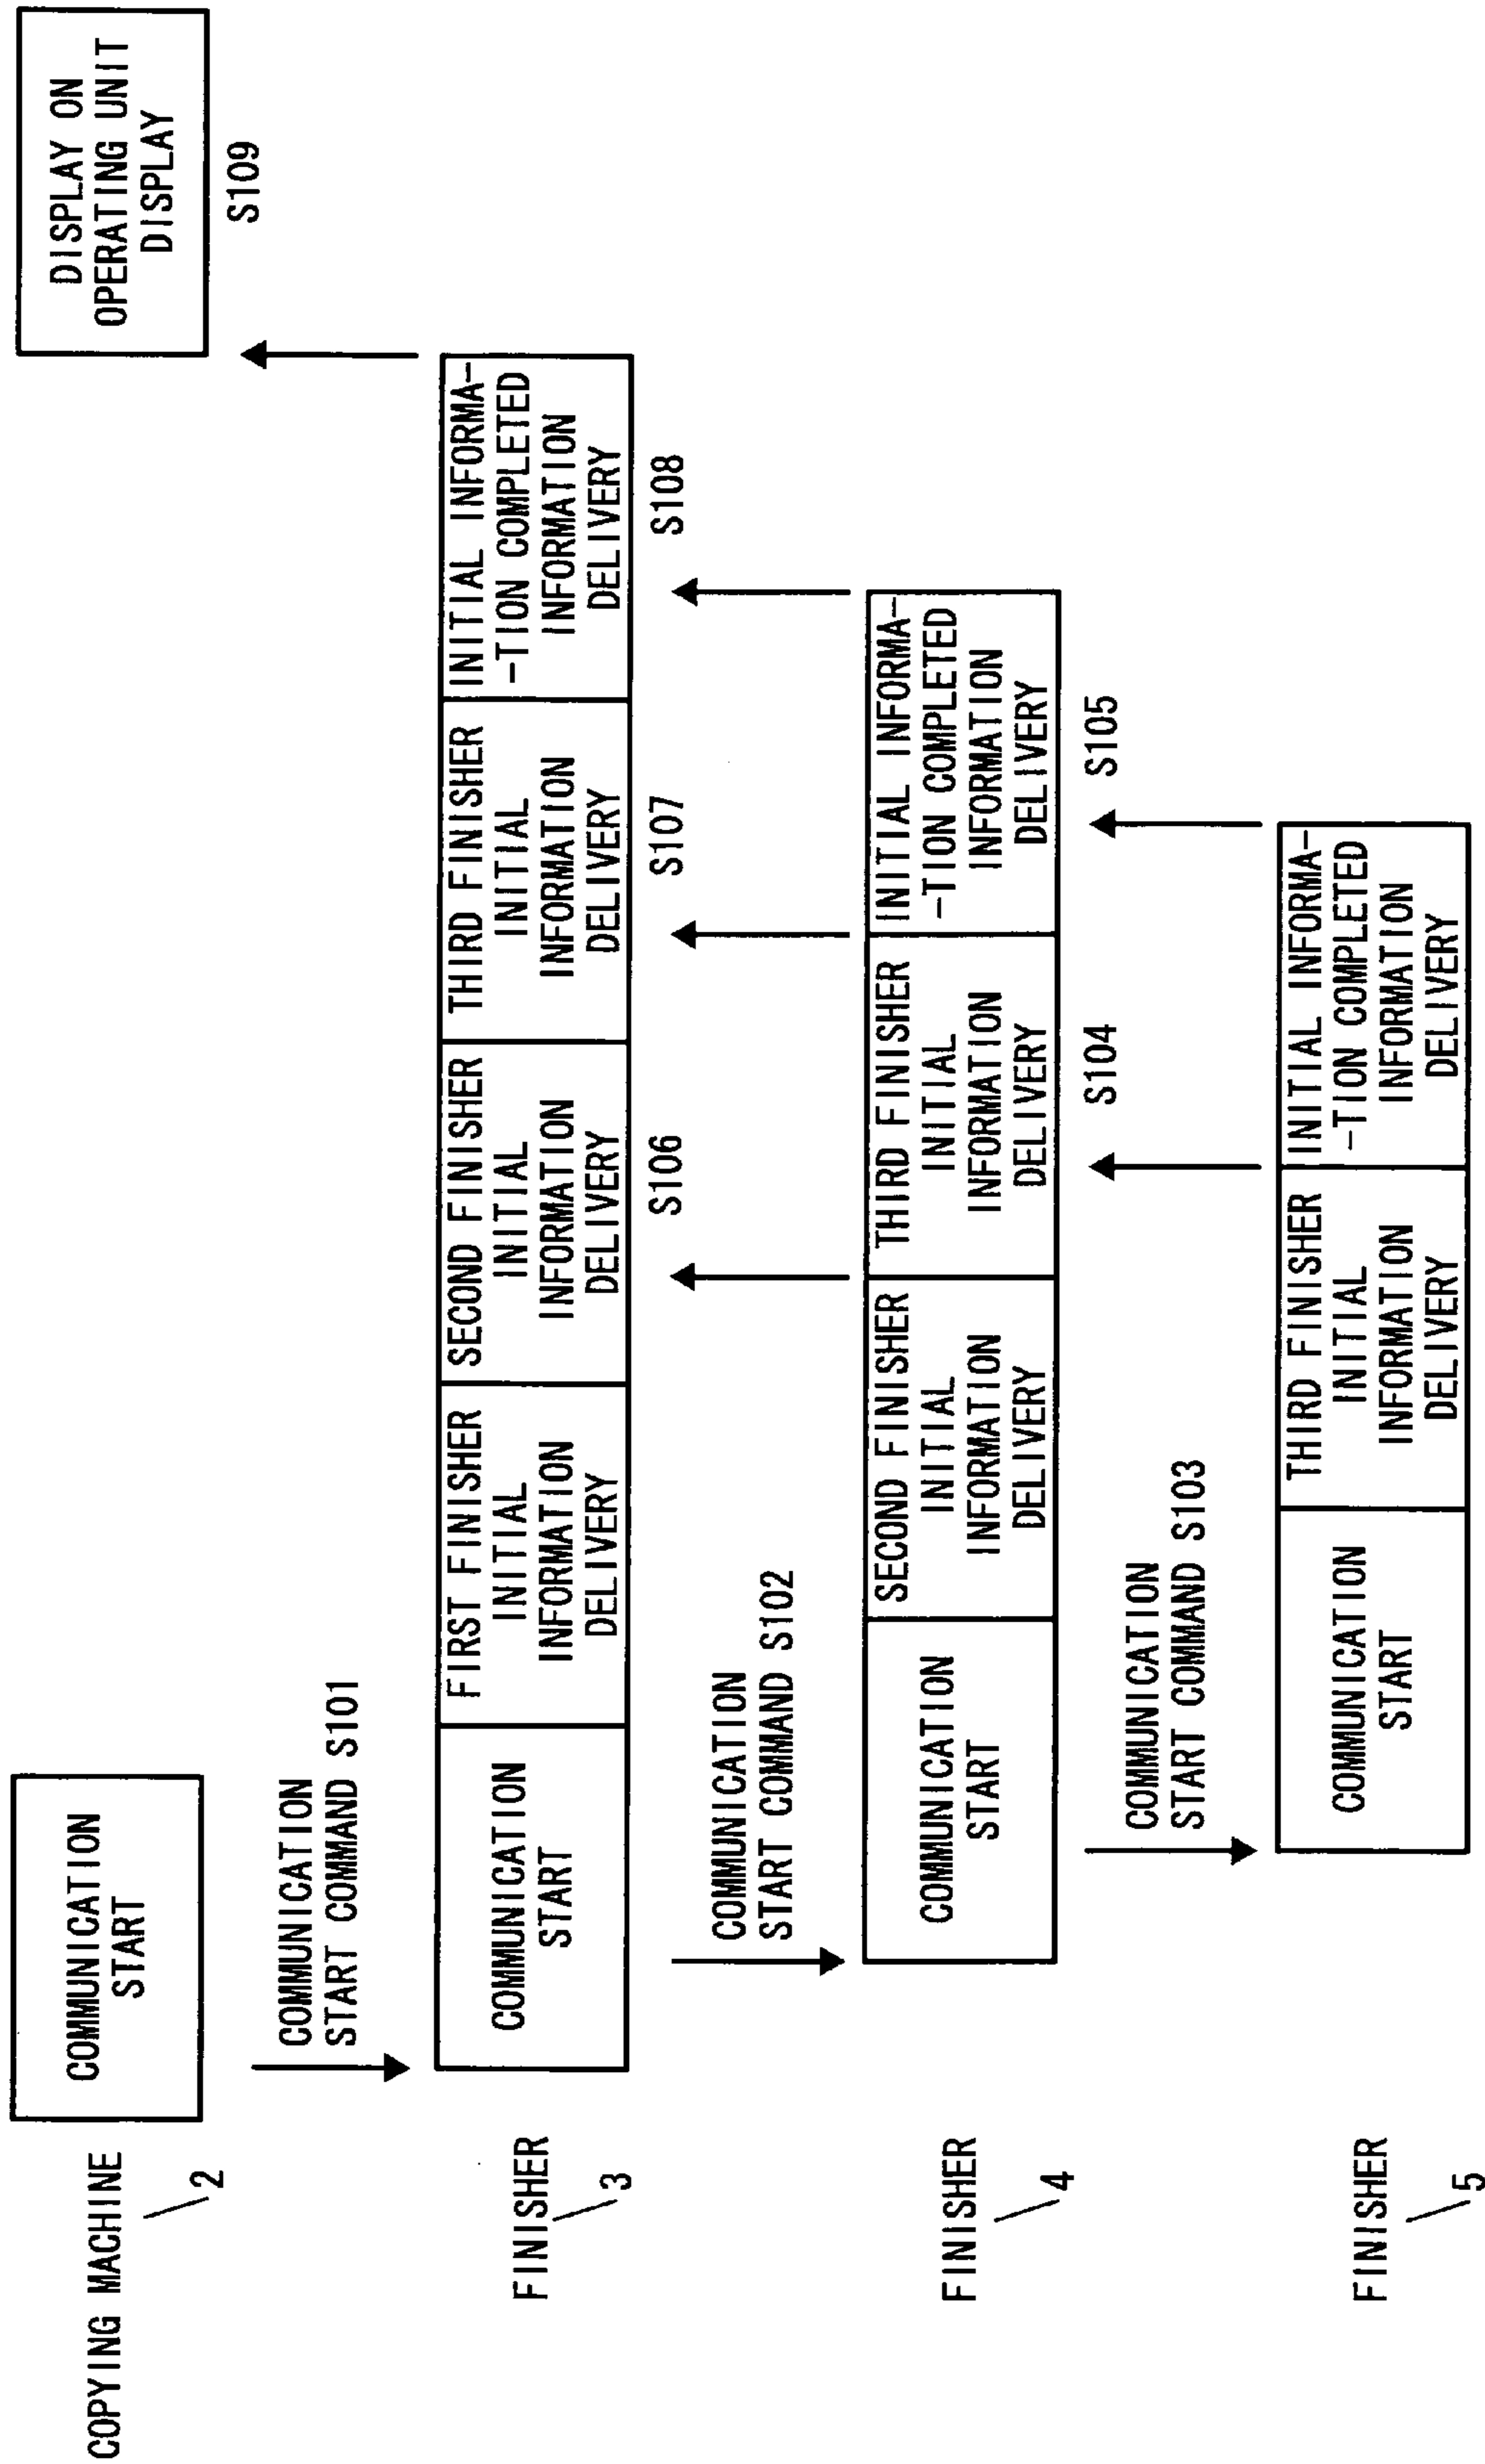 COPYING MACHINE
2
COMMUNICATION
START
DISPLAY ON
OPERATING UNIT
DISPLAY
S109
COMMUNICATION
START COMMAND S101
FINISHER
3
COMMUNICATION
START
FIRST FINISHER
INITIAL
INFORMATION
DELIVERY
SECOND FINISHER
INITIAL
INFORMATION
DELIVERY
THIRD FINISHER
INITIAL
INFORMATION
DELIVERY
INITIAL INFORMA-
-TION COMPLETED
INFORMATION
DELIVERY
S106
S107
S108
COMMUNICATION
START COMMAND S102
FINISHER
4
COMMUNICATION
START
SECOND FINISHER
INITIAL
INFORMATION
DELIVERY
THIRD FINISHER
INITIAL
INFORMATION
DELIVERY
INITIAL INFORMA-
-TION COMPLETED
INFORMATION
DELIVERY
S104
S105
COMMUNICATION
START COMMAND S103
FINISHER
5
COMMUNICATION
START
THIRD FINISHER
INITIAL
INFORMATION
DELIVERY
INITIAL INFORMA-
-TION COMPLETED
INFORMATION
DELIVERY